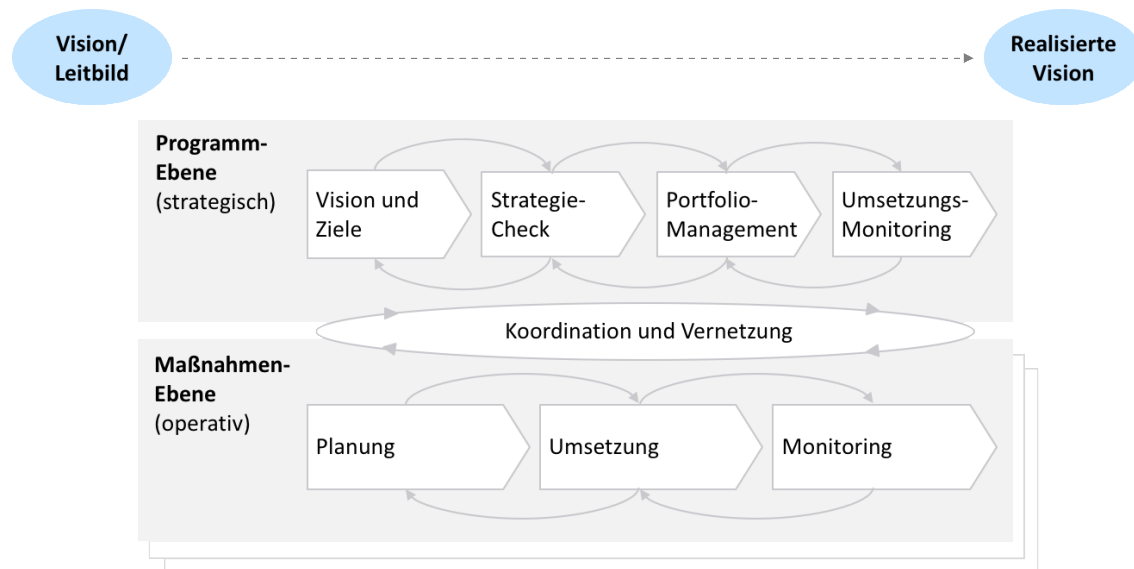 Vision/
Leitbild
Realisierte
Vision
Programm-
Ebene
(strategisch)
Vision und
Ziele
Strategie-
Check
Portfolio-
Management
Umsetzungs-
Monitoring
Koordination und Vernetzung
Maßnahmen-
Ebene
(operativ)
Planung
Umsetzung
Monitoring